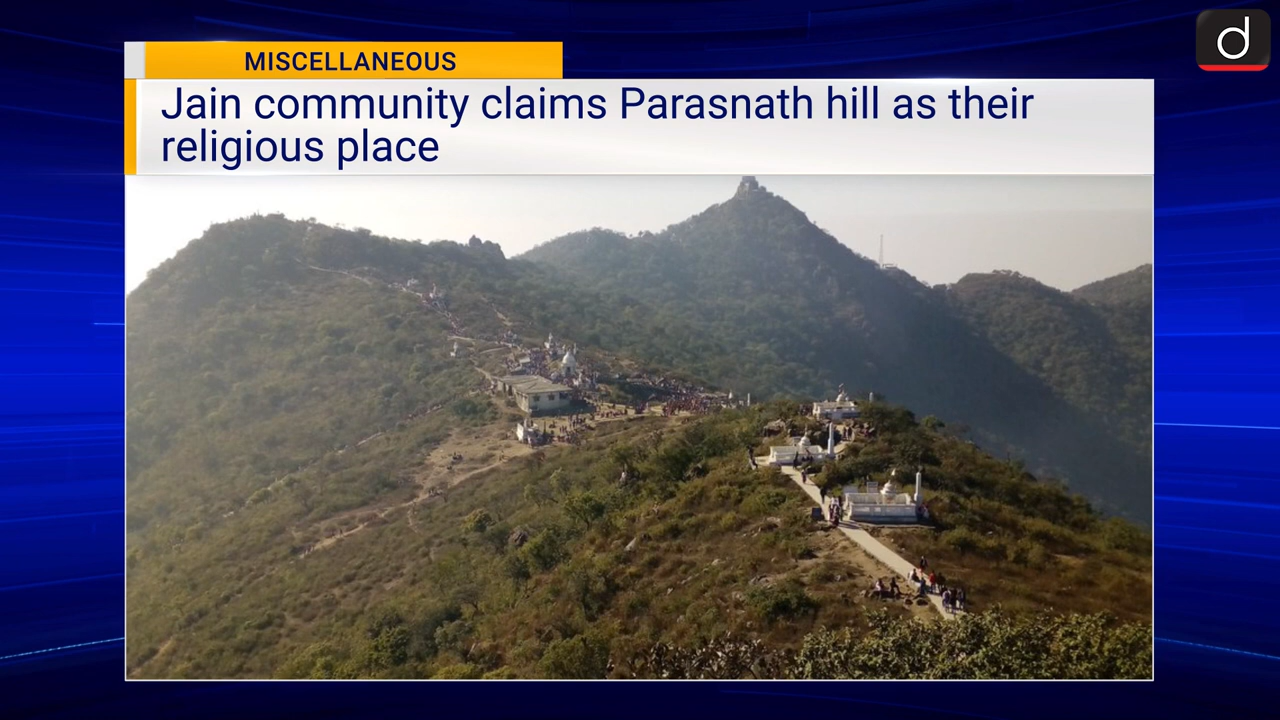 d
MISCELLANEOUS
Jain community claims Parasnath hill as their
religious place